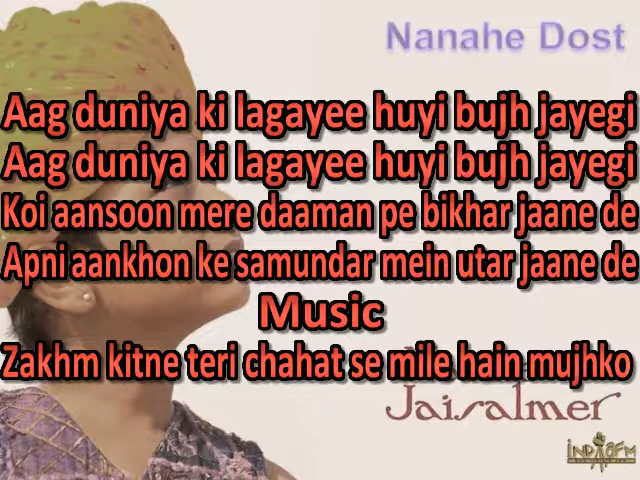 Nanahe Dost
Aag duniya ki lagayee huyi bujh jayegi
Aag duniya ki lagayee huyi bujh jayegi
Koi aansoon mere daaman pe bikhar jaane de
Apni aankhon ke samundar mein utar jaane de
Music
Zakhm kitne teri chahat se mile hain mujhko
Jaisalmer
INDIAFM